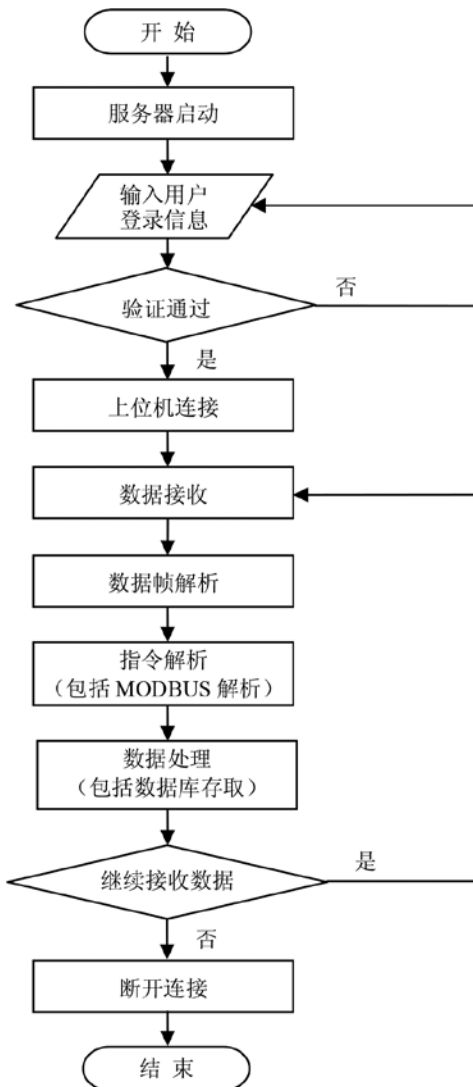 开 始
服务器启动
输入用户
登录信息
验证通过
否
是
上位机连接
数据接收
数据帧解析
指令解析
（包括 MODBUS 解析）
数据处理
（包括数据库存取）
继续接收数据
是
否
断开连接
结 束